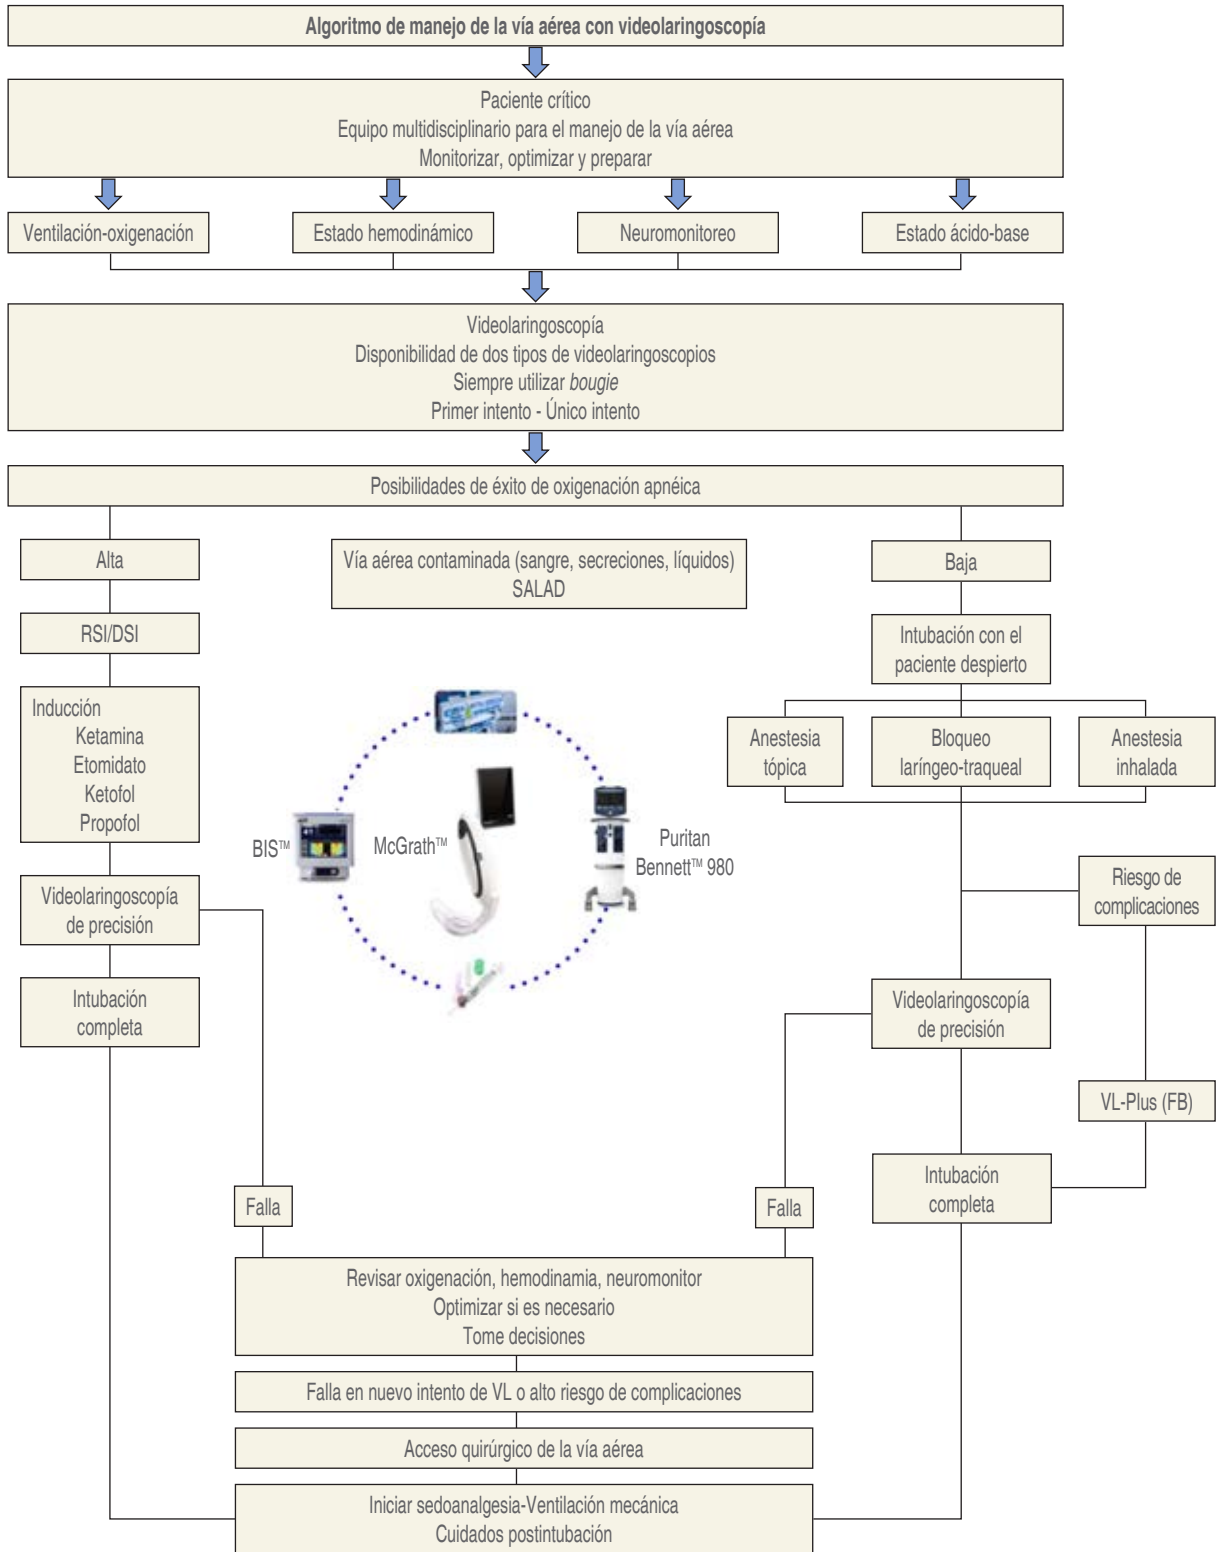 Algoritmo de manejo de la vía aérea con videolaringoscopía
Paciente crítico
Equipo multidisciplinario para el manejo de la vía aérea
Monitorizar, optimizar y preparar
Ventilación-oxigenación
Estado hemodinámico
Neuromonitoreo
Estado ácido-base
Videolaringoscopía
Disponibilidad de dos tipos de videolaringoscopios
Siempre utilizar bougie
Primer intento - Único intento
Posibilidades de éxito de oxigenación apnéica
Alta
Vía aérea contaminada (sangre, secreciones, líquidos)
SALAD
Baja
RSI/DSI
Intubación con el
paciente despierto
Inducción
Ketamina
Etomidato
Ketofol
Propofol
Anestesia
tópica
Bloqueo
laríngeo-traqueal
Anestesia
inhalada
BIS™
McGrath™
Puritan
Bennett™ 980
Videolaringoscopía
de precisión
Riesgo de
complicaciones
Intubación
completa
Videolaringoscopía
de precisión
VL-Plus (FB)
Intubación
completa
Falla
Falla
Revisar oxigenación, hemodinamia, neuromonitor
Optimizar si es necesario
Tome decisiones
Falla en nuevo intento de VL o alto riesgo de complicaciones
Acceso quirúrgico de la vía aérea
Iniciar sedoanalgesia-Ventilación mecánica
Cuidados postintubación